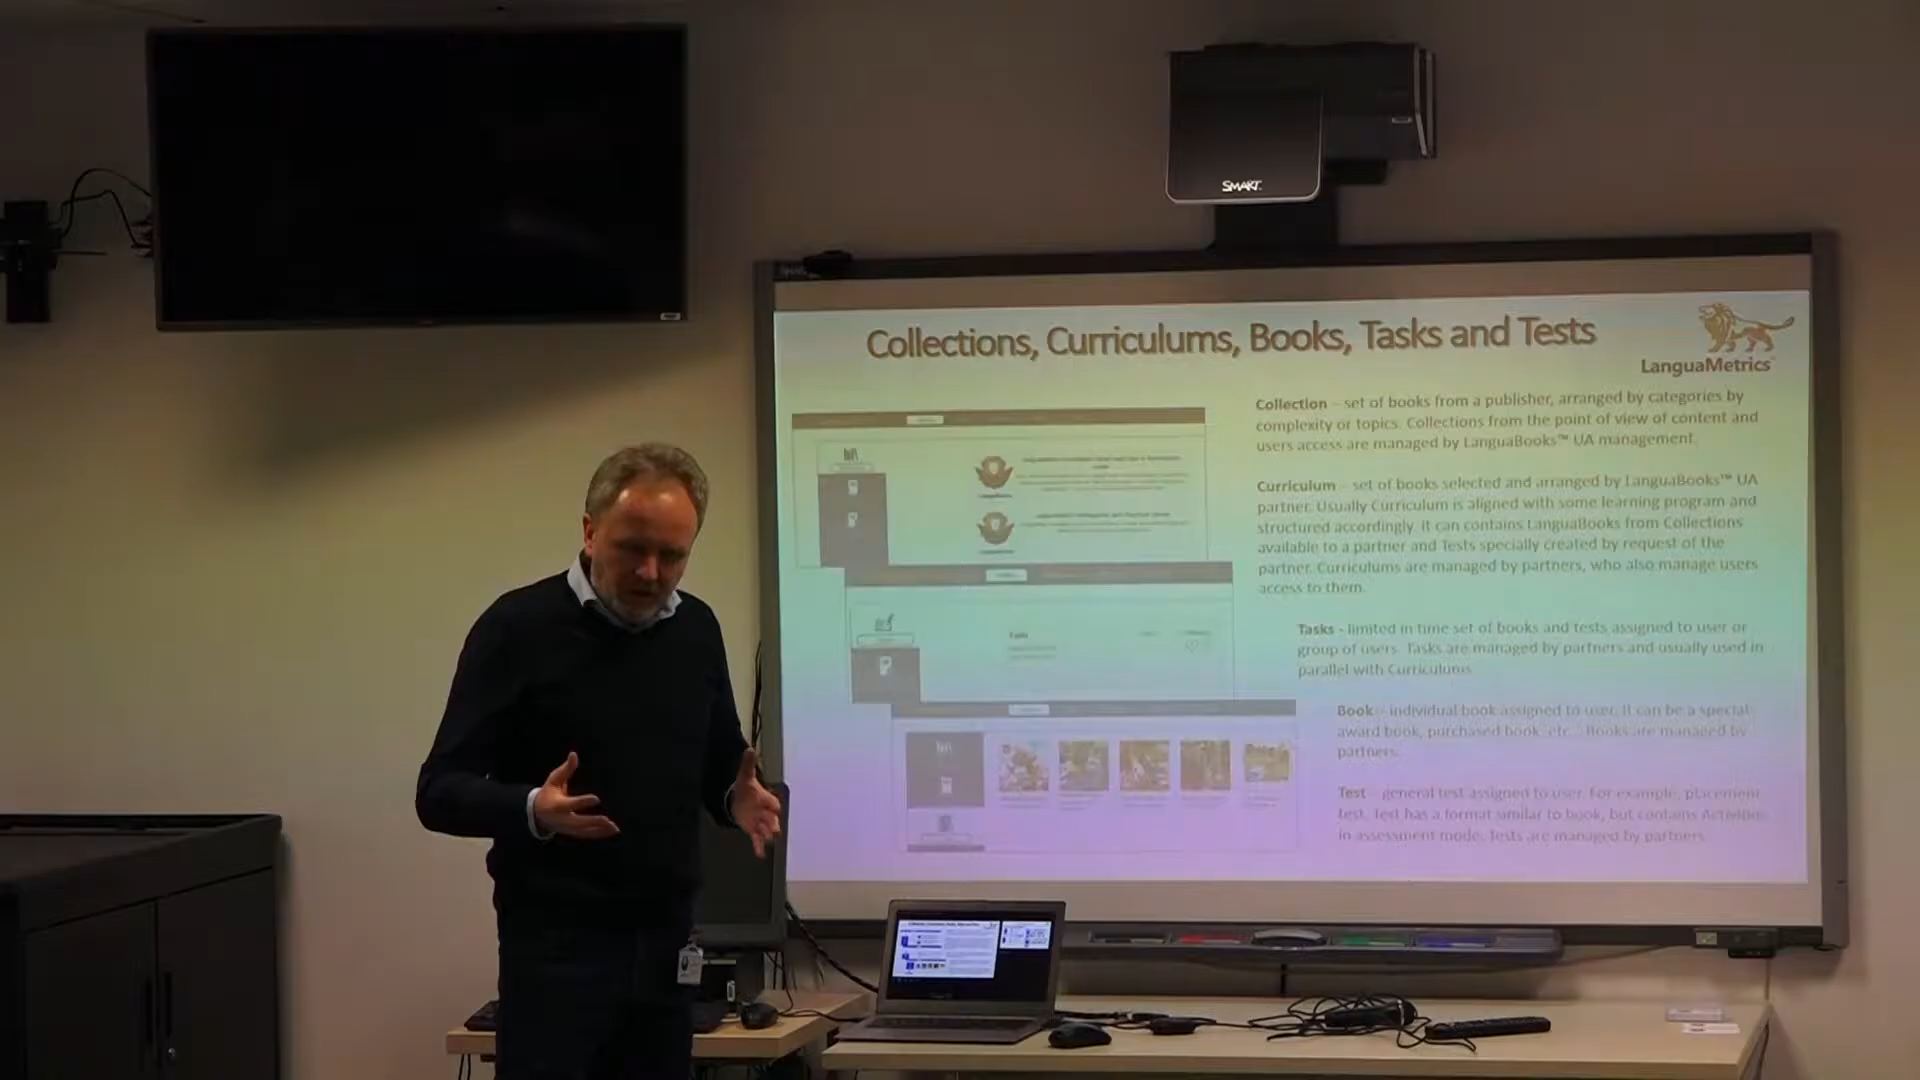 SMART
Collections, Curriculums, Books, Tasks and Tests
LanguaMetrics
Collection – set of books from a publisher, arranged by categories by
complexity or topics. Collections from the point of view of content and
users access are managed by LanguaBooks™ UA management.
Curriculum – set of books selected and arranged by LanguaBooks™ UA
partner. Usually Curriculum is aligned with some learning program and
structured accordingly. It can contains LanguaBooks from Collections
available to a partner and Tests specially created by request of the
partner. Curriculums are managed by partners, who also manage users
access to them.
Tasks - limited in time set of books and tests assigned to user or
group of users. Tasks are managed by partners and usually used in
parallel with Curriculums.
Book – individual book assigned to user. It can be a special
award book, purchased book, etc. Books are managed by
partners.
Test – general test assigned to user. For example, placement
test. Test has a format similar to book, but contains Activities
in assessment mode. Tests are managed by partners.